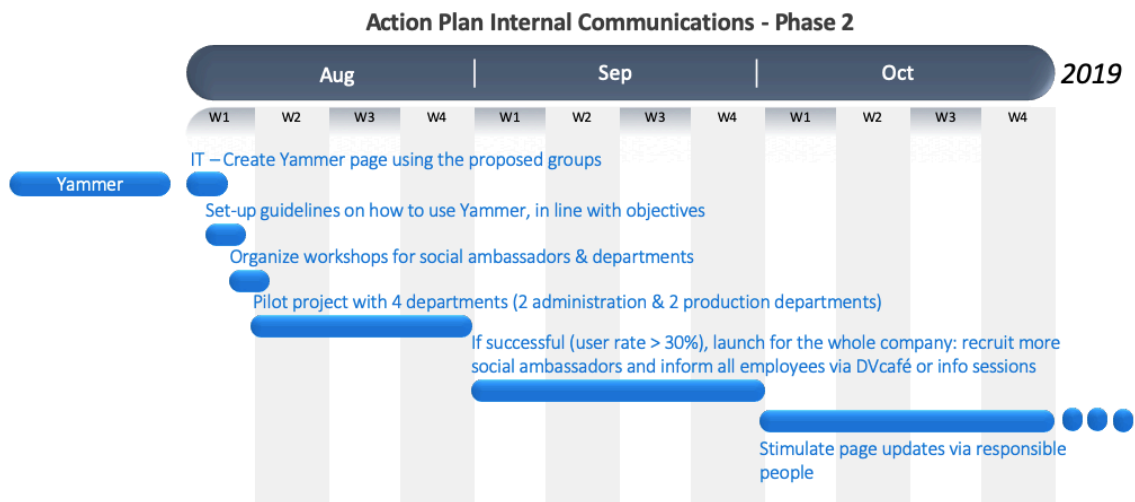 Action Plan Internal Communications - Phase 2
Aug | Sep | Oct 2019
W1 W2 W3 W4 W1 W2 W3 W4 W1 W2 W3 W4
IT – Create Yammer page using the proposed groups
Yammer
Set-up guidelines on how to use Yammer, in line with objectives
Organize workshops for social ambassadors & departments
Pilot project with 4 departments (2 administration & 2 production departments)
If successful (user rate > 30%), launch for the whole company: recruit more
social ambassadors and inform all employees via DVcafé or info sessions
Stimulate page updates via responsible
people